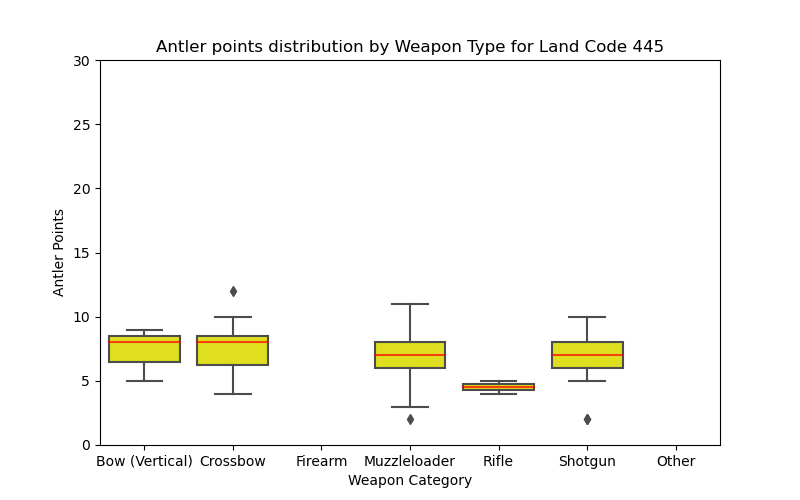 Antler points distribution by Weapon Type for Land Code 445
30
25
20
15
10
5
0
Antler Points
Bow (Vertical) Crossbow Firearm Muzzleloader Rifle Shotgun Other
Weapon Category